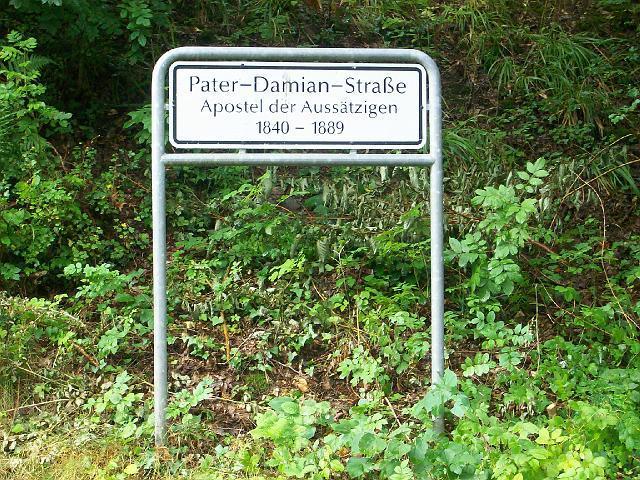 Pater-Damian-Straße
Apostel der Aussätzigen
1840 - 1889